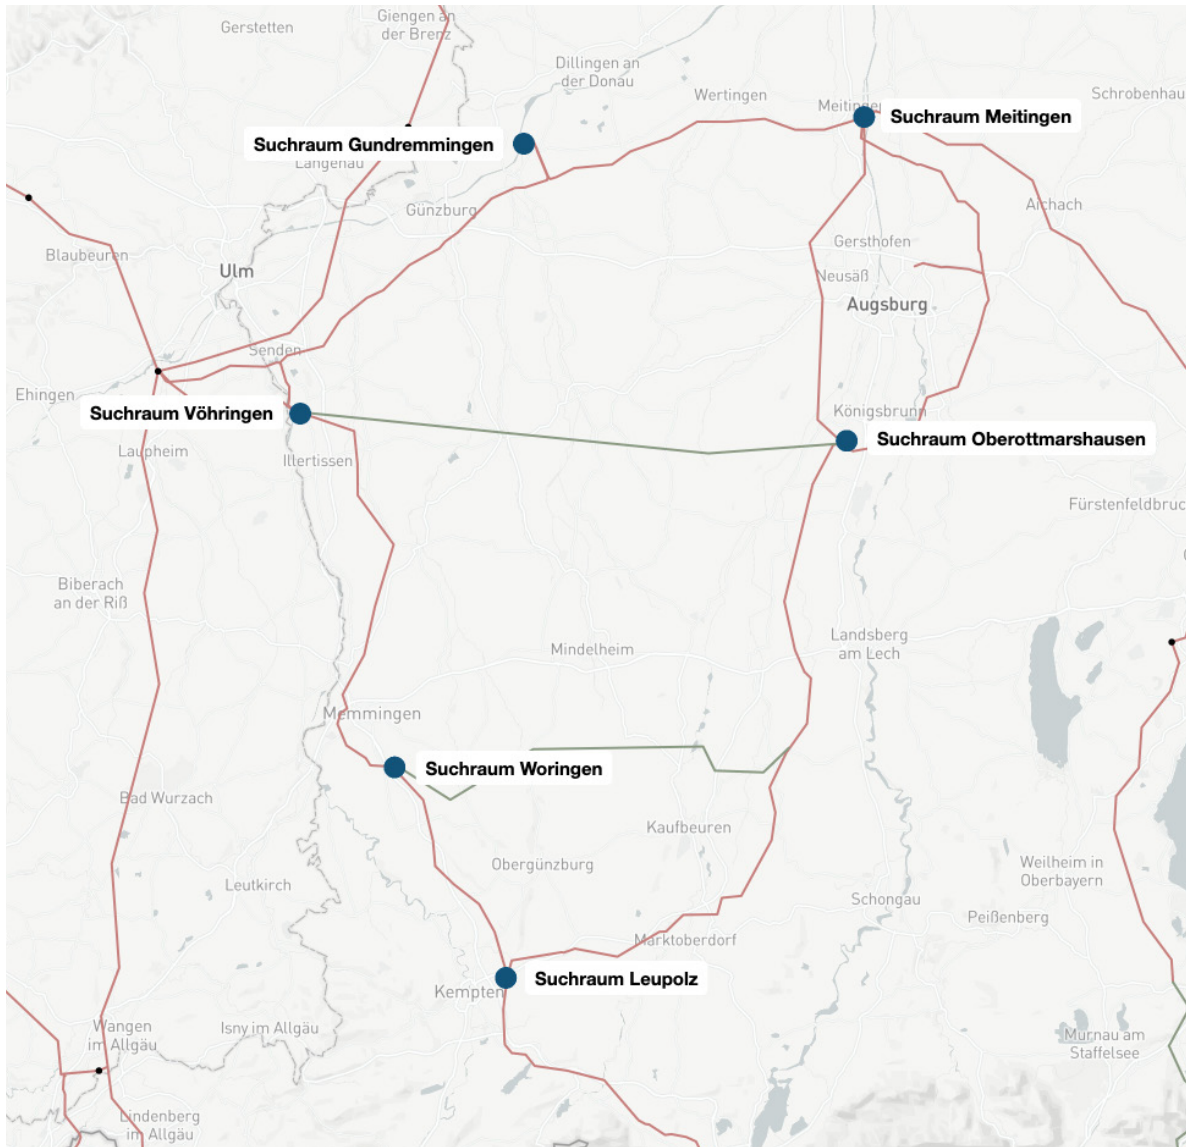 Giengen an
der Brenz
Gerstetten
Dillingen an
der Donau
Wertingen
Schrobenhau
Meitingen
Suchraum Meitingen
Suchraum Gundremmingen
Langenau
Günzburg
Aichach
Blaubeuren
Gersthofen
Ulm
Neusäß
Augsburg
Senden
Ehingen
Suchraum Vöhringen
Königsbrunn
Suchraum Oberottmarshausen
Laupheim
Illertissen
Fürstenfeldbruc
Biberach
an der Riß
Landsberg
am Lech
Mindelheim
Memmingen
Suchraum Woringen
Bad Wurzach
Kaufbeuren
Obergünzburg
Weilheim in
Oberbayern
Leutkirch
Schongau
Peißenberg
Marktoberdorf
Suchraum Leupolz
Kempten
Wangen
im Allgäu
Isny im Allgäu
Murnau am
Staffelsee
Lindenberg
im Allgäu